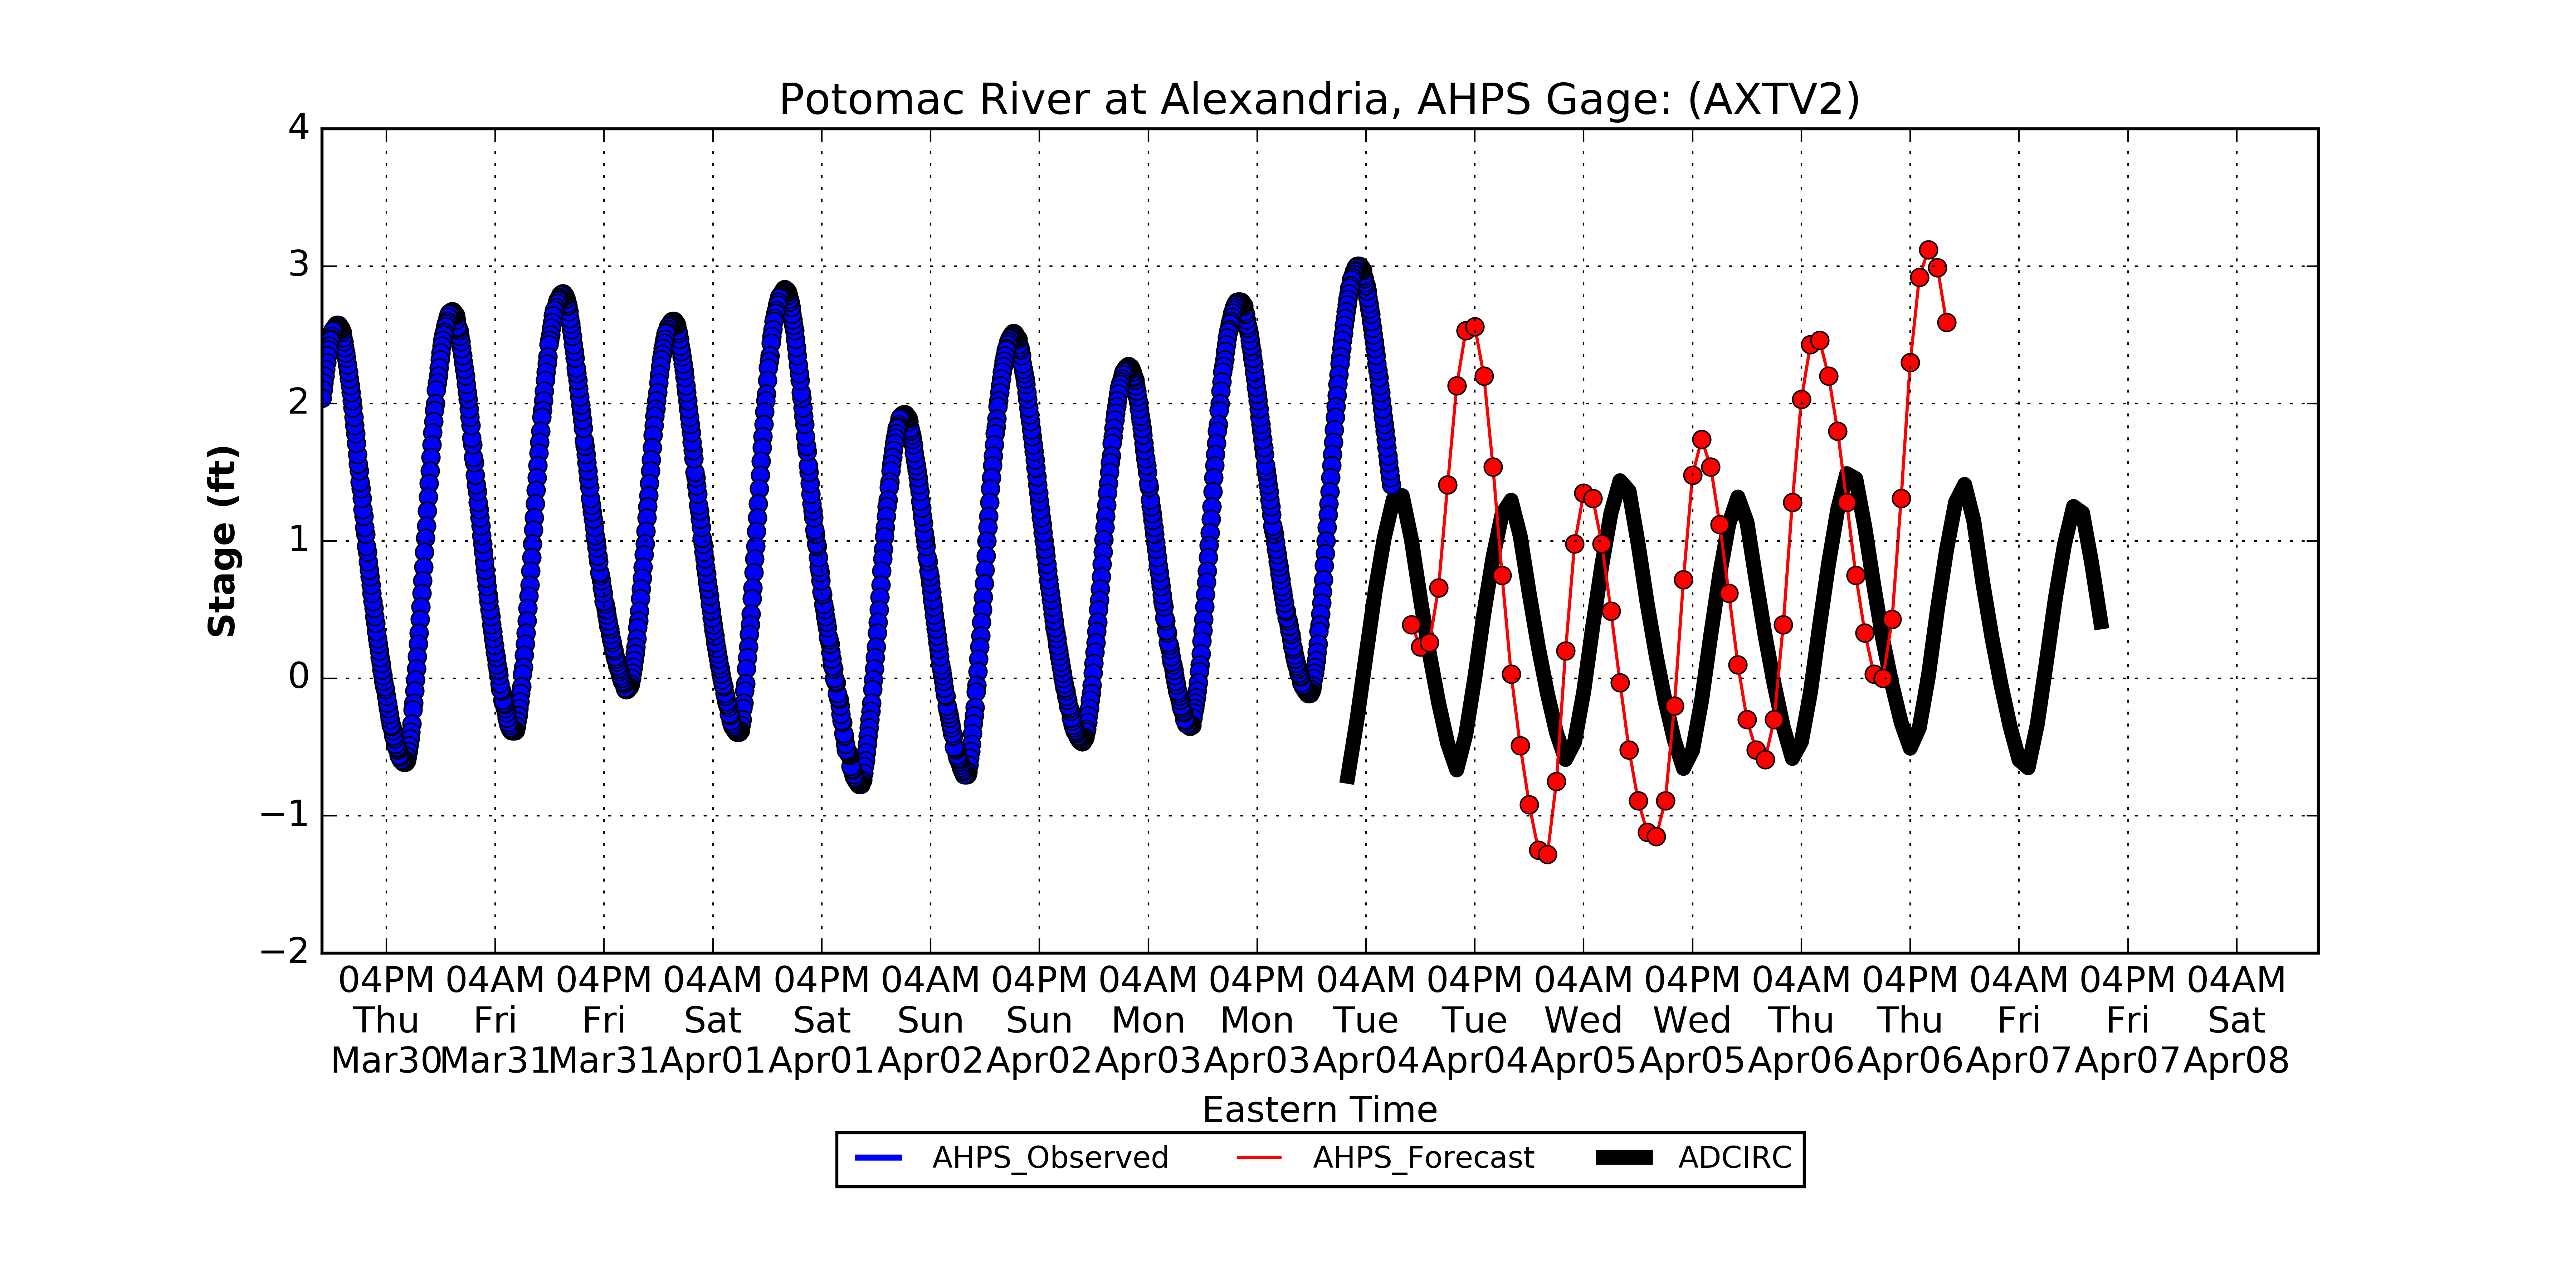 Potomac River at Alexandria, AHPS Gage: (AXTV2)
4
3
2
1
0
−1
−2
Stage (ft)
04PM 04AM 04PM 04AM 04PM 04AM 04PM 04AM 04PM 04AM 04PM 04AM 04PM 04AM 04PM 04AM 04PM 04AM
Thu Fri Fri Sat Sat Sun Sun Mon Mon Tue Tue Wed Wed Thu Thu Fri Fri Sat
Mar30 Mar31 Mar31 Apr01 Apr01 Apr02 Apr02 Apr03 Apr03 Apr04 Apr04 Apr05 Apr05 Apr06 Apr06 Apr07 Apr07 Apr08
Eastern Time
AHPS_Observed AHPS_Forecast ADCIRC